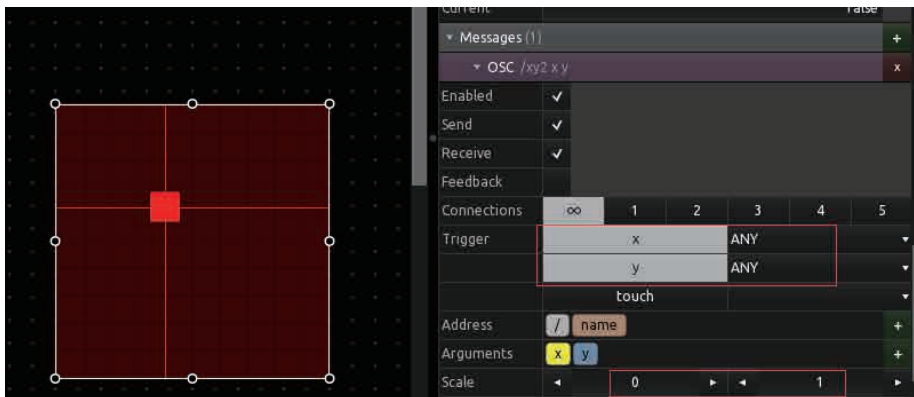 Current False
Messages (1) +
OSC /xy2 x y x
Enabled
Send
Receive
Feedback
Connections ∞ 1 2 3 4 5
Trigger x ANY
y ANY
touch
Address / name +
Arguments x y +
Scale 0 1